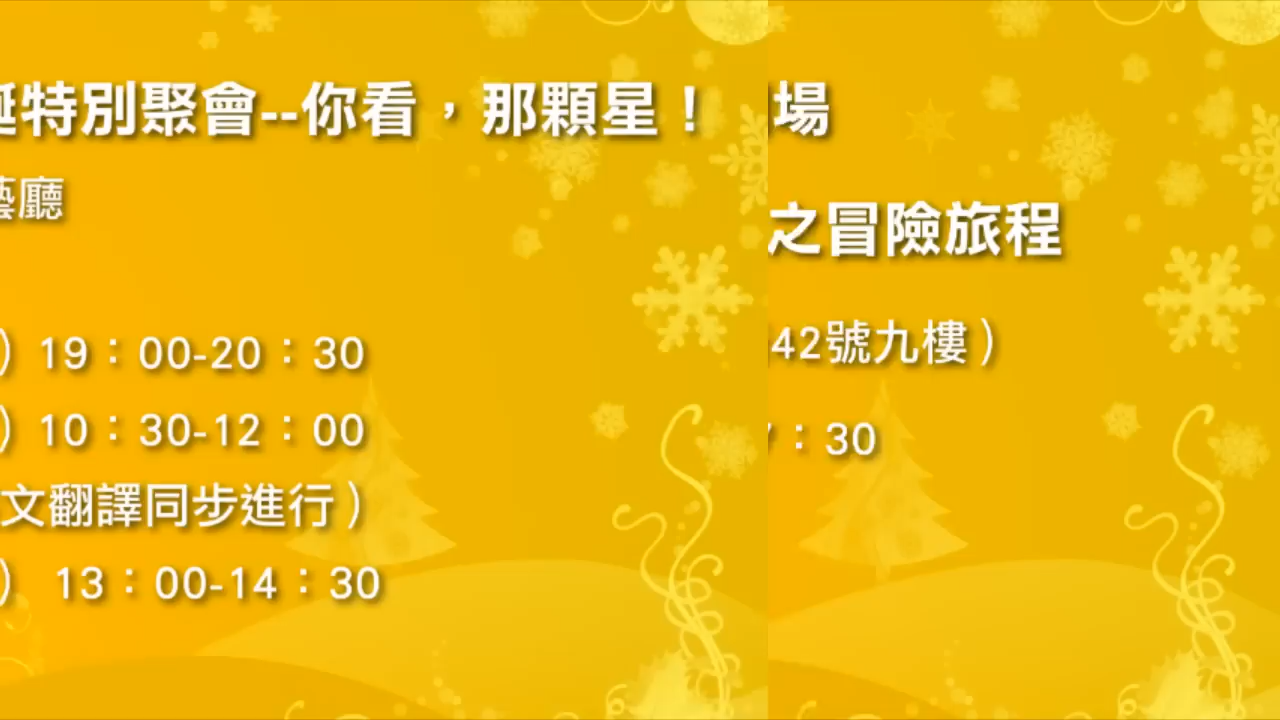 誕特別聚會--你看，那顆星！
藝廳
）19：00-20：30
）10：30-12：00
文翻譯同步進行）
） 13：00-14：30
場
之冒險旅程
42號九樓）
：30